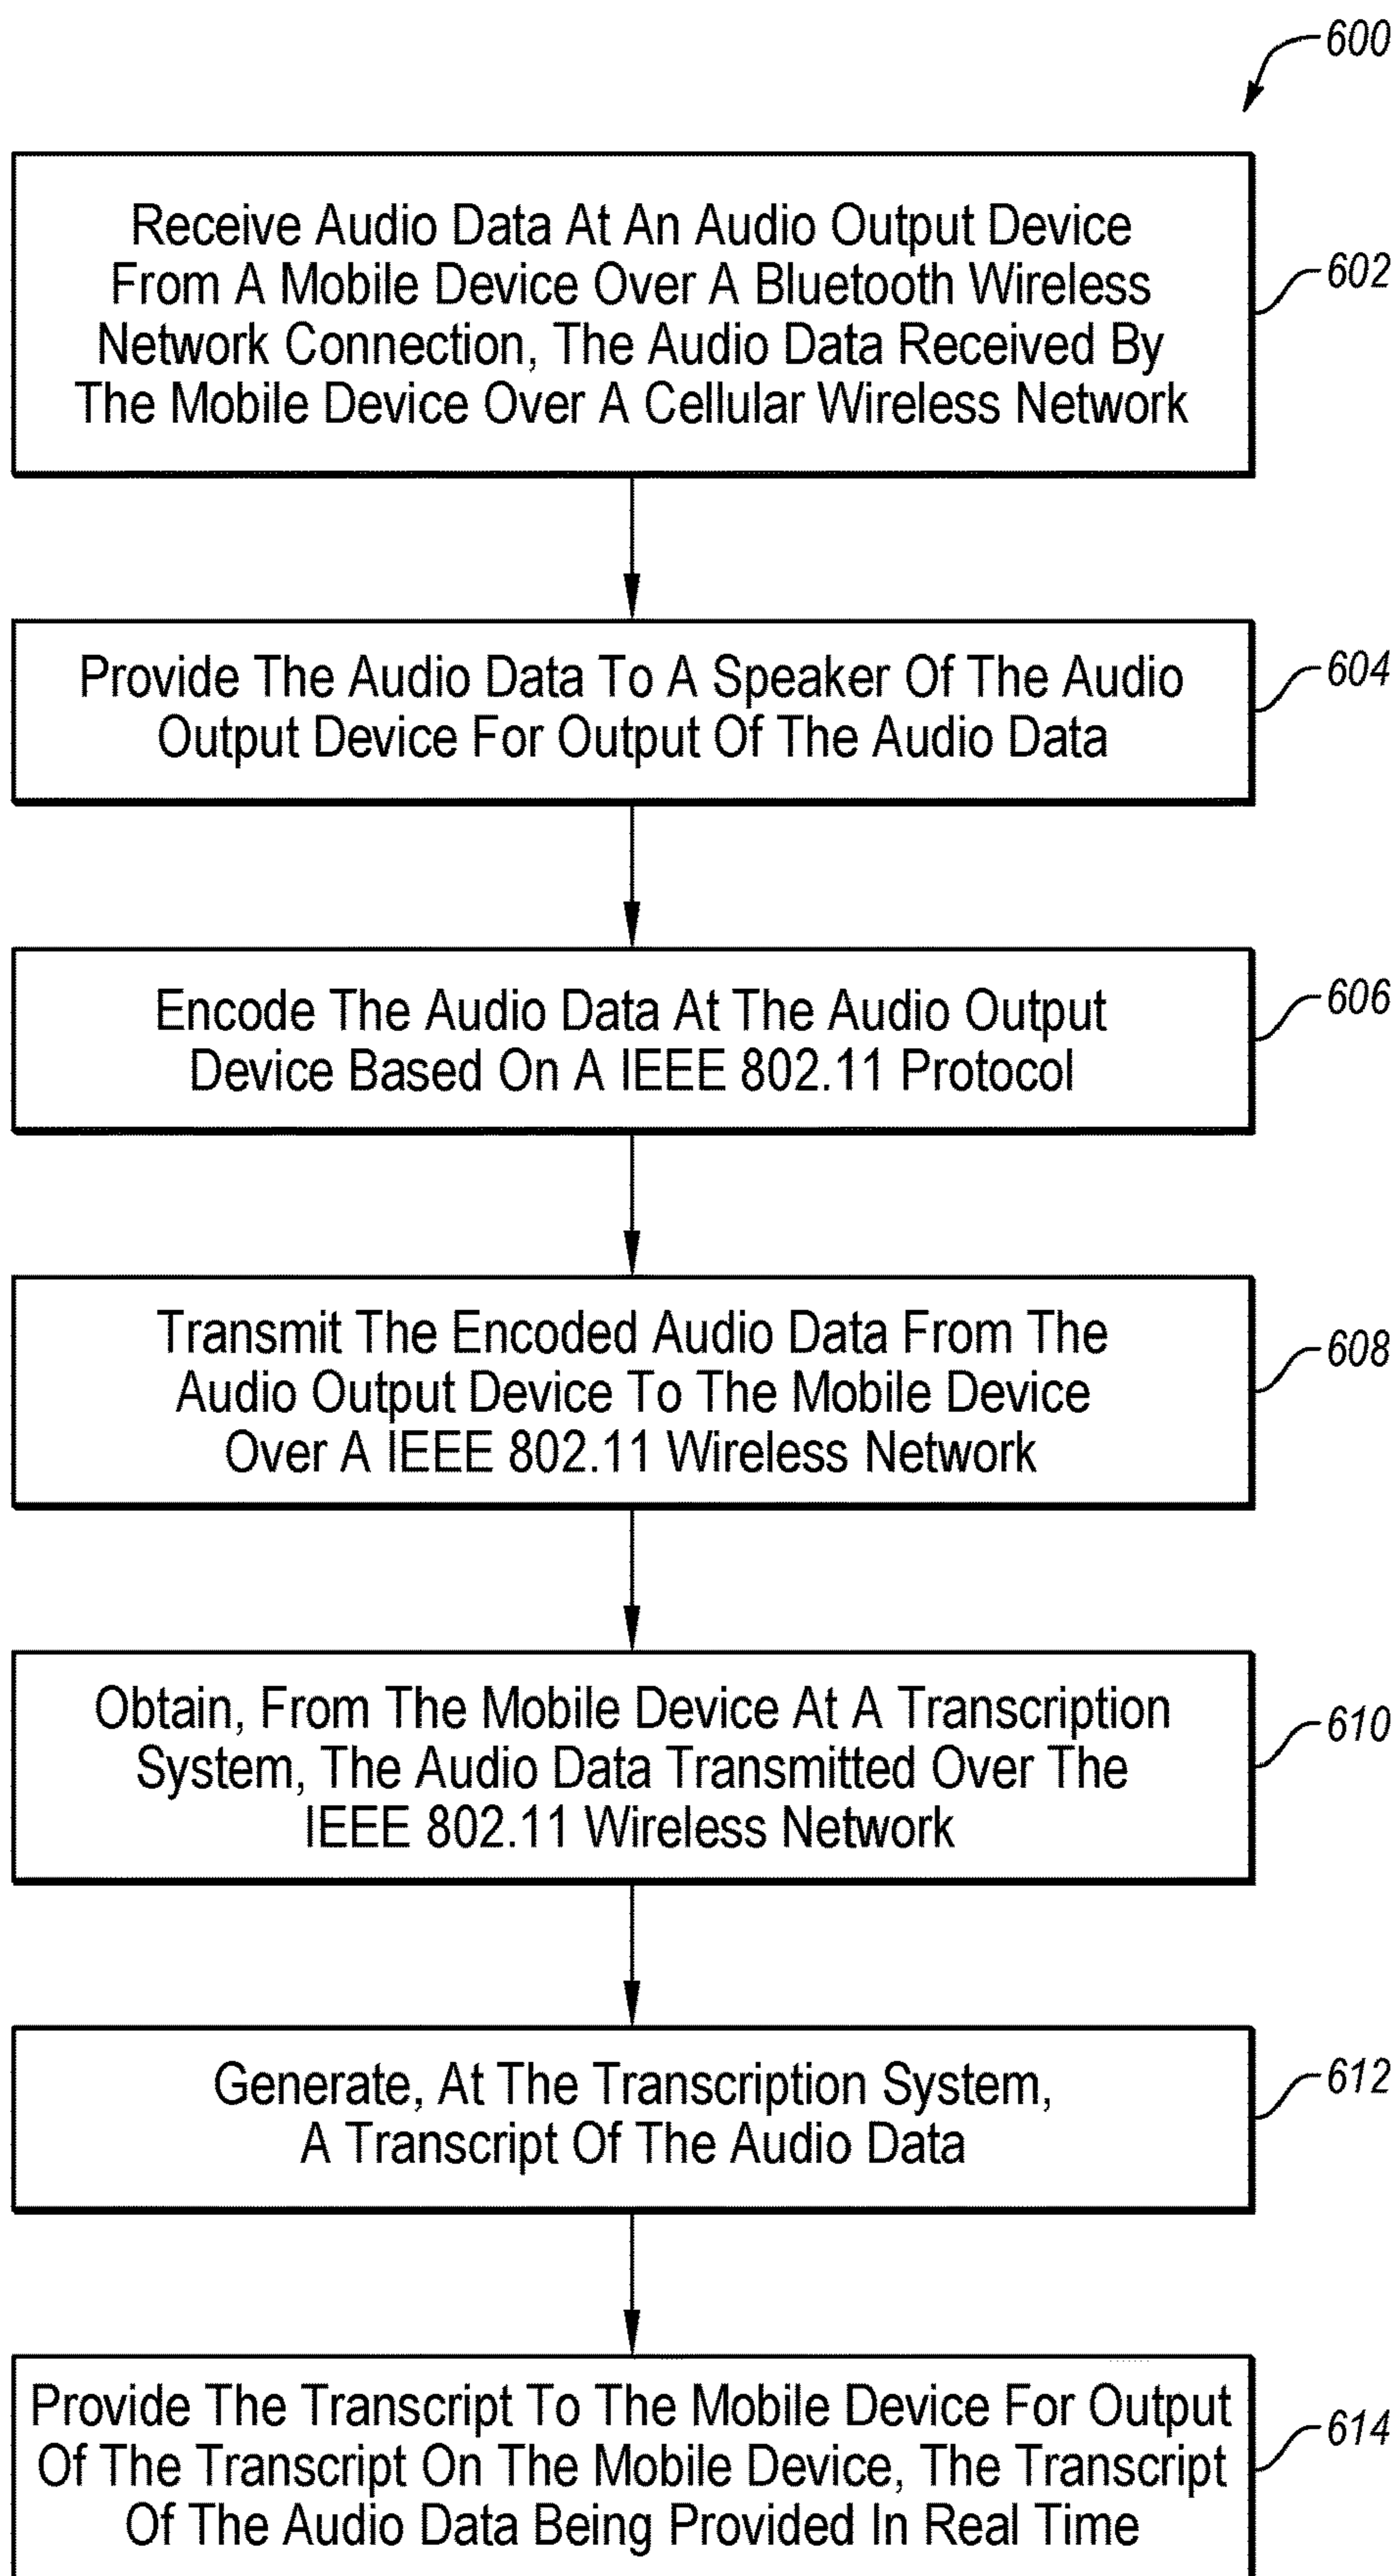 600
Receive Audio Data At An Audio Output Device
From A Mobile Device Over A Bluetooth Wireless
Network Connection, The Audio Data Received By
The Mobile Device Over A Cellular Wireless Network
602
Provide The Audio Data To A Speaker Of The Audio
Output Device For Output Of The Audio Data
604
Encode The Audio Data At The Audio Output
Device Based On A IEEE 802.11 Protocol
606
Transmit The Encoded Audio Data From The
Audio Output Device To The Mobile Device
Over A IEEE 802.11 Wireless Network
608
Obtain, From The Mobile Device At A Transcription
System, The Audio Data Transmitted Over The
IEEE 802.11 Wireless Network
610
Generate, At The Transcription System,
A Transcript Of The Audio Data
612
Provide The Transcript To The Mobile Device For Output
Of The Transcript On The Mobile Device, The Transcript
Of The Audio Data Being Provided In Real Time
614